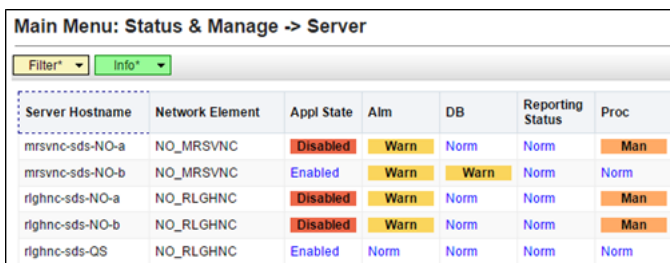 Main Menu: Status & Manage -> Server
Filter* Info*
Server Hostname Network Element Appl State Alm DB Reporting Status Proc
mrsvnc-sds-NO-a NO_MRSVNC Disabled Warn Norm Norm Man
mrsvnc-sds-NO-b NO_MRSVNC Enabled Warn Warn Norm Norm
rlghnc-sds-NO-a NO_RLGHNC Disabled Warn Norm Norm Man
rlghnc-sds-NO-b NO_RLGHNC Disabled Warn Norm Norm Man
rlghnc-sds-QS NO_RLGHNC Enabled Norm Norm Norm Norm